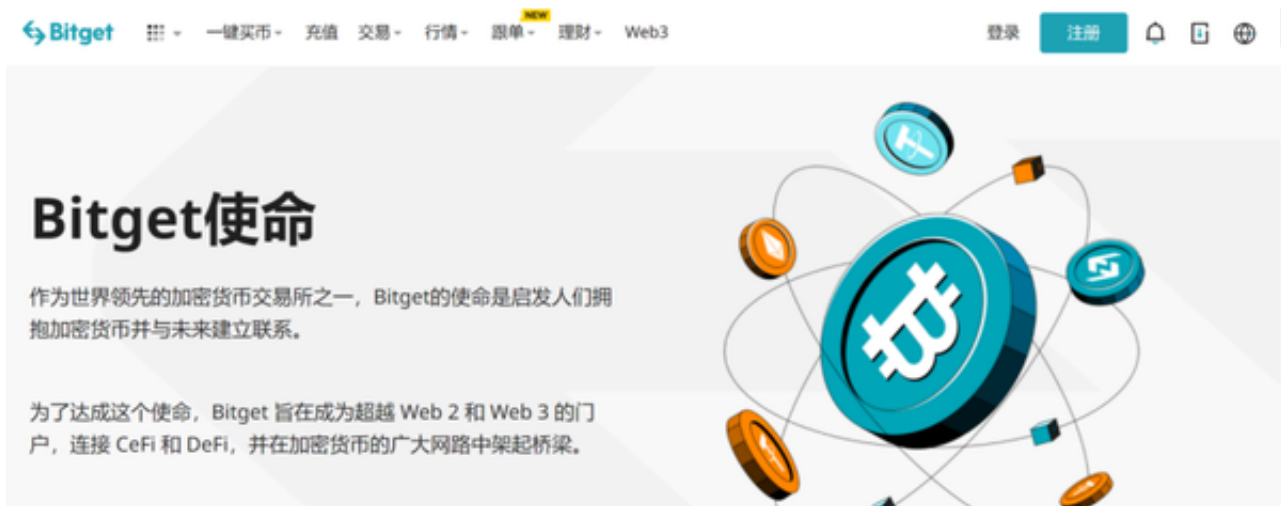 Bitget
一键买币
充值
交易
行情
跟单
NEW
理财
Web3
登录
注册
Bitget使命
作为世界领先的加密货币交易所之一，Bitget的使命是启发人们拥
抱加密货币并与未来建立联系。
为了达成这个使命，Bitget 旨在成为超越 Web 2 和 Web 3 的门
户，连接 CeFi 和 DeFi，并在加密货币的广大网路中架起桥梁。